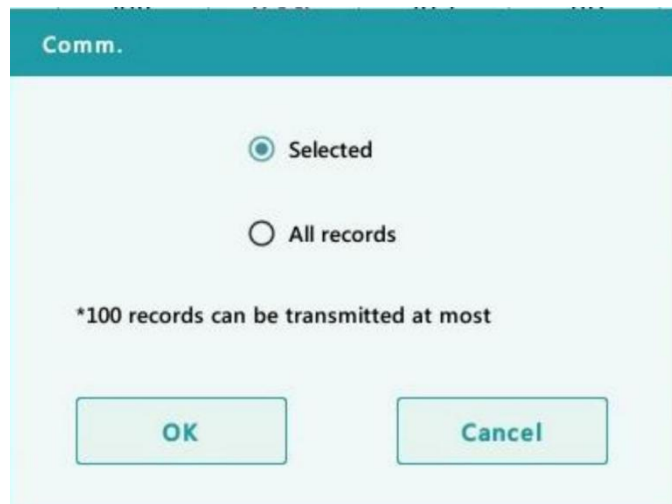 Comm.
Selected
All records
*100 records can be transmitted at most
OK
Cancel